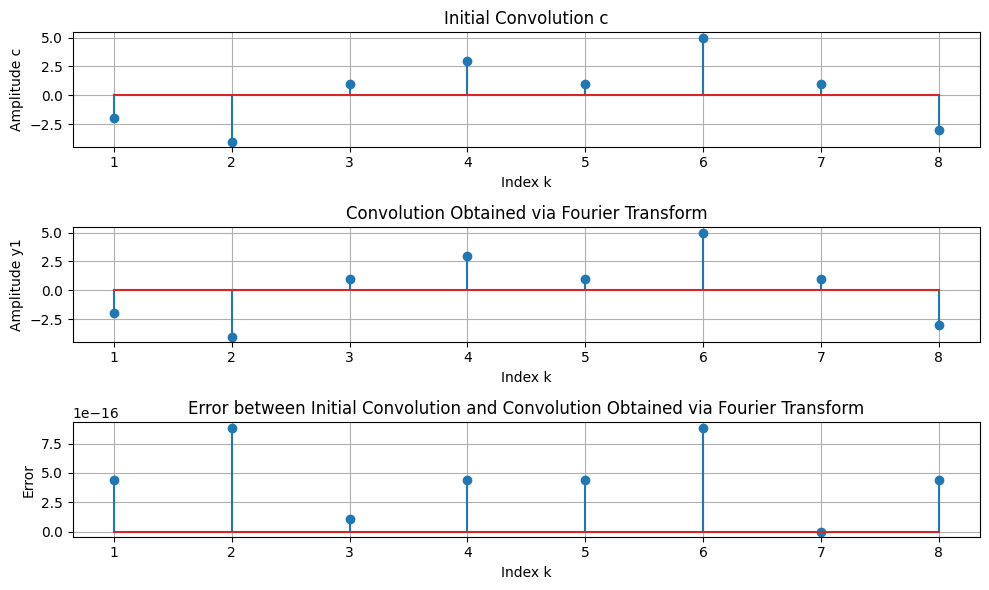 Initial Convolution c
Amplitude c
5.0
2.5
0.0
−2.5
1 2 3 4 5 6 7 8
Index k
Convolution Obtained via Fourier Transform
Amplitude y1
5.0
2.5
0.0
−2.5
1 2 3 4 5 6 7 8
Index k
Error between Initial Convolution and Convolution Obtained via Fourier Transform
1e−16
Error
7.5
5.0
2.5
0.0
1 2 3 4 5 6 7 8
Index k